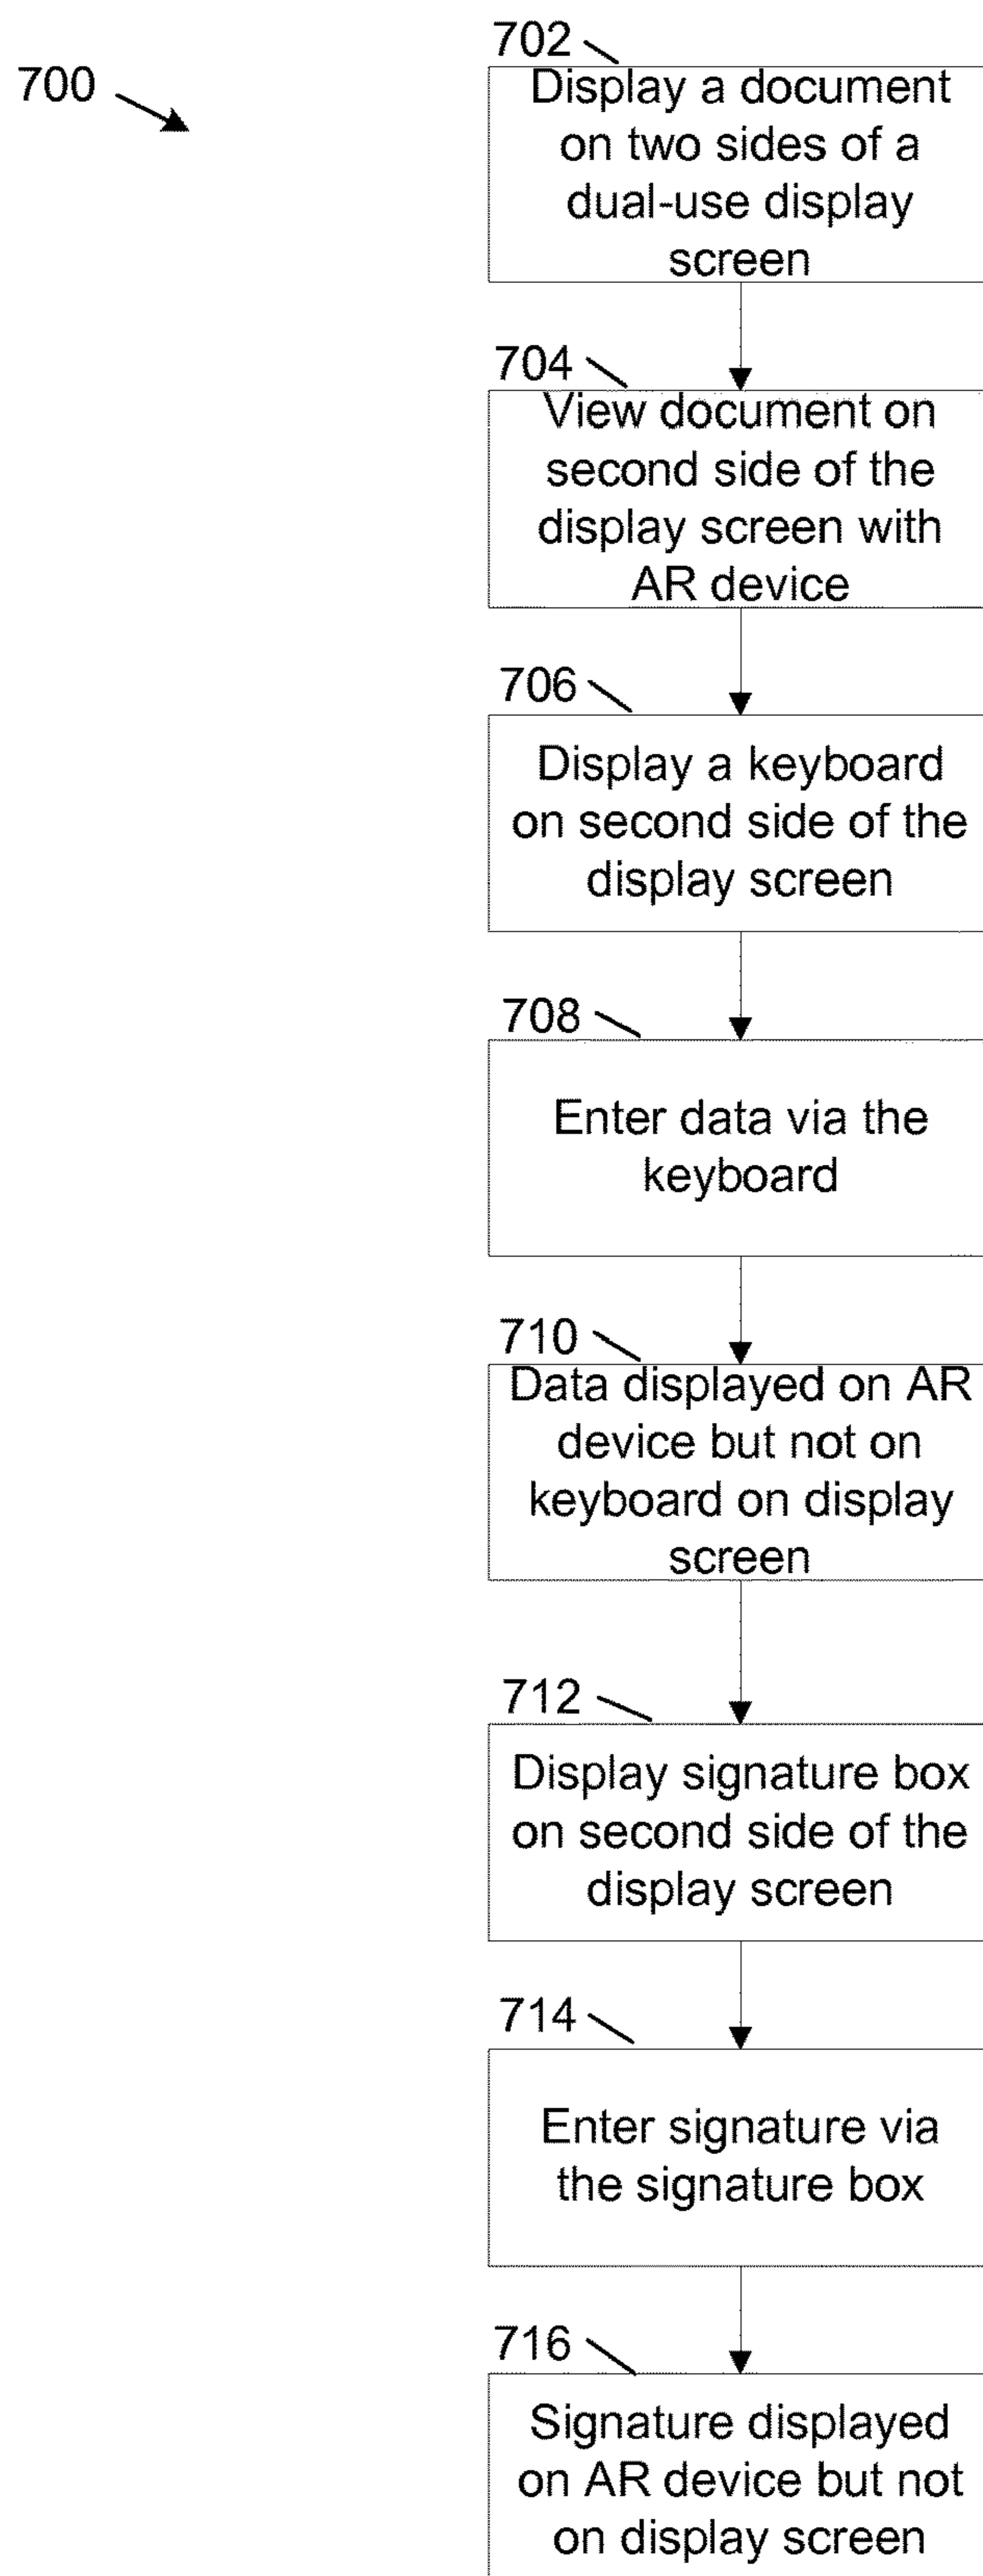 700
702
Display a document
on two sides of a
dual-use display
screen
704
View document on
second side of the
display screen with
AR device
706
Display a keyboard
on second side of the
display screen
708
Enter data via the
keyboard
710
Data displayed on AR
device but not on
keyboard on display
screen
712
Display signature box
on second side of the
display screen
714
Enter signature via
the signature box
716
Signature displayed
on AR device but not
on display screen